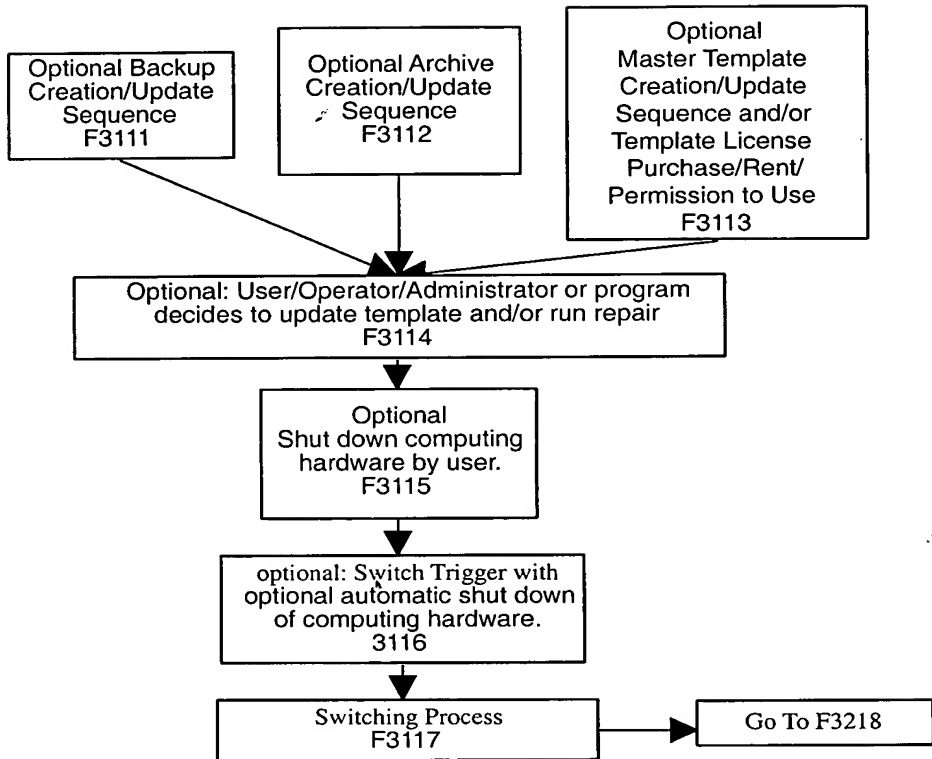 Optional Backup
Creation/Update
Sequence
F3111
Optional Archive
Creation/Update
Sequence
F3112
Optional
Master Template
Creation/Update
Sequence and/or
Template License
Purchase/Rent/
Permission to Use
F3113
Optional: User/Operator/Administrator or program
decides to update template and/or run repair
F3114
Optional
Shut down computing
hardware by user.
F3115
optional: Switch Trigger with
optional automatic shut down
of computing hardware.
3116
Switching Process
F3117
Go To F3218